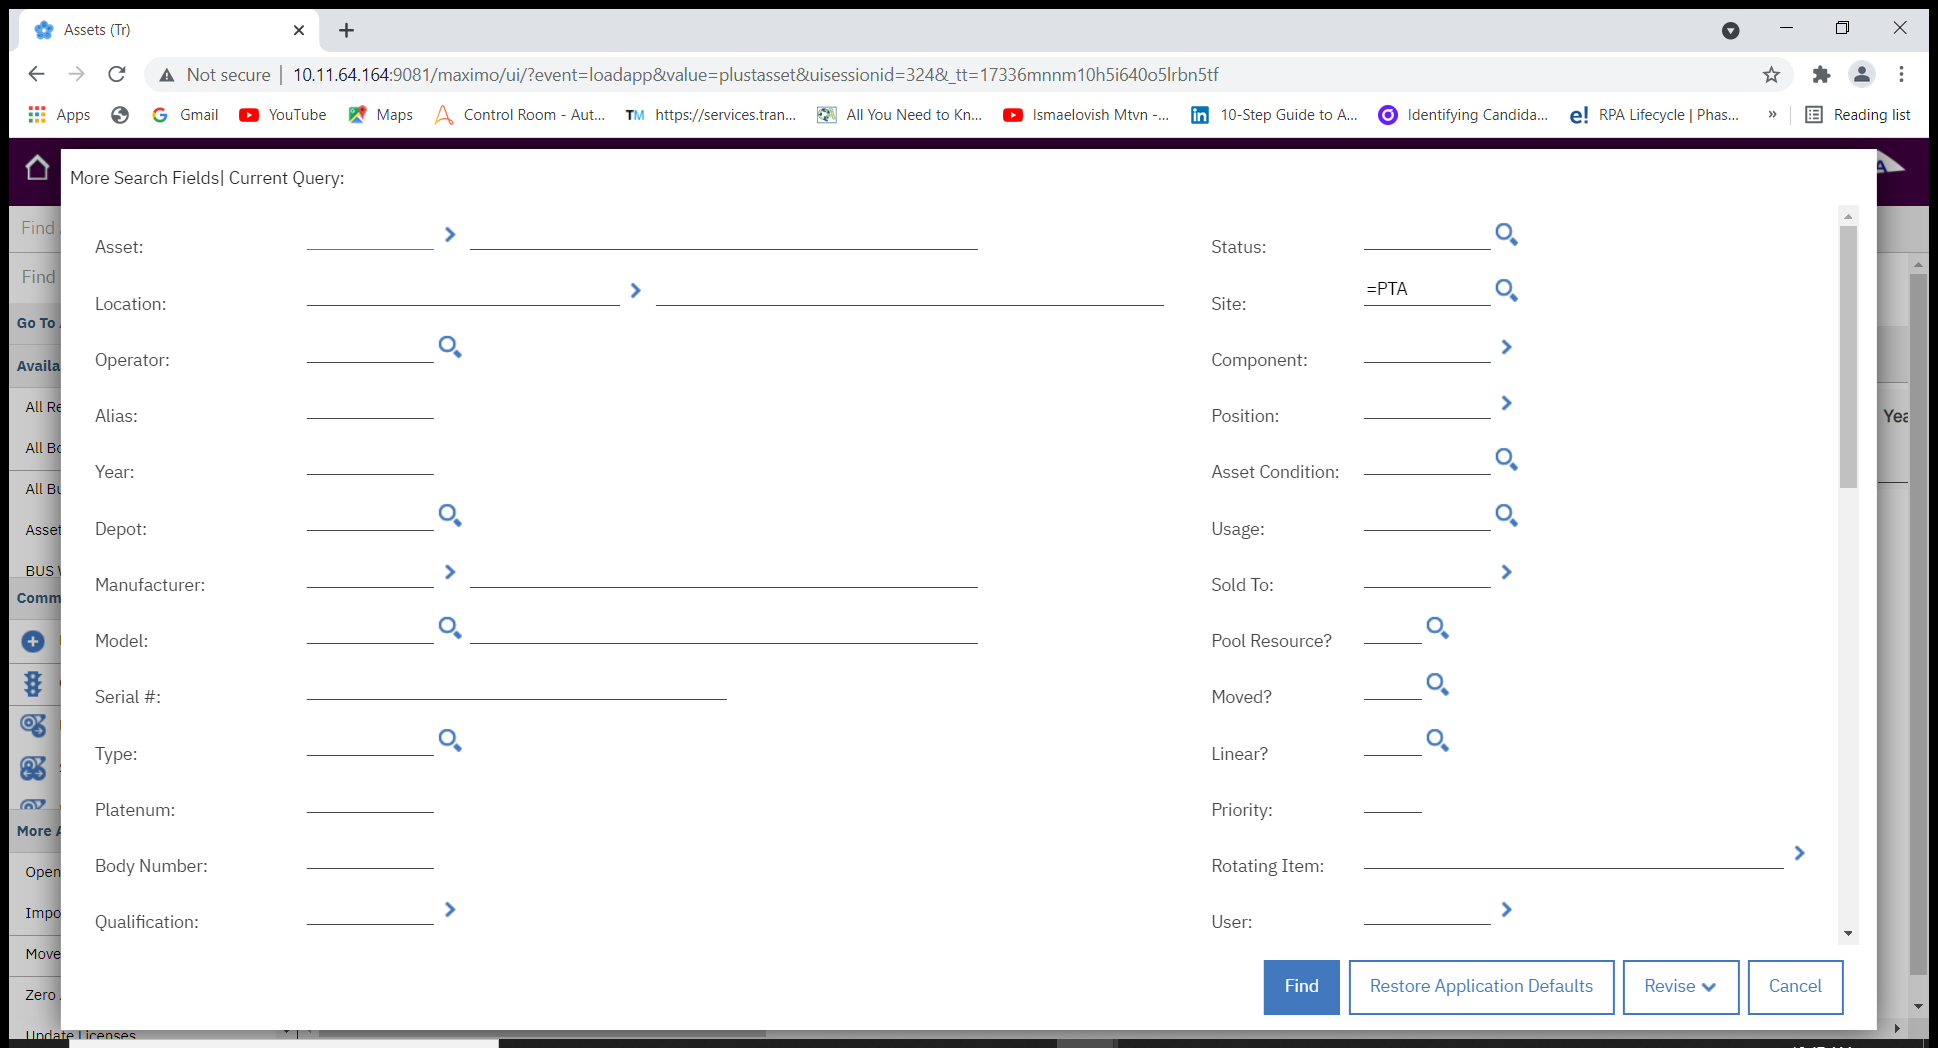 Assets (Tr)
Not secure | 10.11.64.164:9081/maximo/ui/?event=loadapp&value=plustasset&uisessionid=324&_tt=17336mnnm10h5i640o5lrbn5tf
Apps Gmail YouTube Maps Control Room - Aut... TM https://services.tran... All You Need to Kn... Ismaelovish Mtvn -... in 10-Step Guide to A... Identifying Candida... e! RPA Lifecycle | Phas... » Reading list
More Search Fields| Current Query:
Find
Find
Go To
Availa
All Re
All Bo
All Bu
Asset
BUS
Comm
More
Open
Impo
Move
Zero
Update Licenses
Yea
Asset:
Location:
Operator:
Alias:
Year:
Depot:
Manufacturer:
Model:
Serial #:
Type:
Platenum:
Body Number:
Qualification:
Status:
Site: =PTA
Component:
Position:
Asset Condition:
Usage:
Sold To:
Pool Resource?
Moved?
Linear?
Priority:
Rotating Item:
User:
Find Restore Application Defaults Revise Cancel